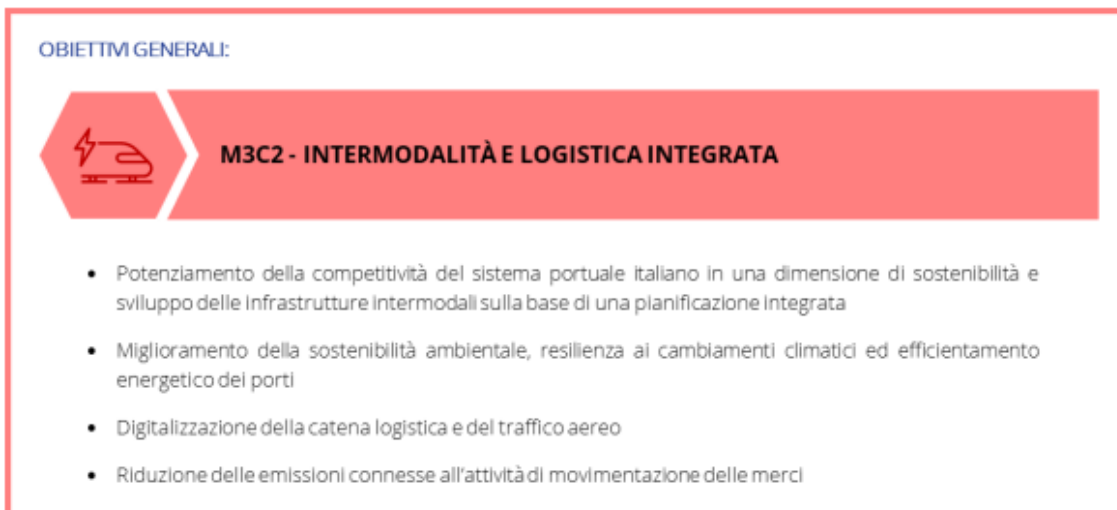 OBIETTIVI GENERALI:
M3C2 - INTERMODALITÀ E LOGISTICA INTEGRATA
• Potenziamento della competitività del sistema portuale italiano in una dimensione di sostenibilità e
sviluppo delle infrastrutture intermodali sulla base di una pianificazione integrata
• Miglioramento della sostenibilità ambientale, resilienza ai cambiamenti climatici ed efficientamento
energetico dei porti
• Digitalizzazione della catena logistica e del traffico aereo
• Riduzione delle emissioni connesse all'attività di movimentazione delle merci